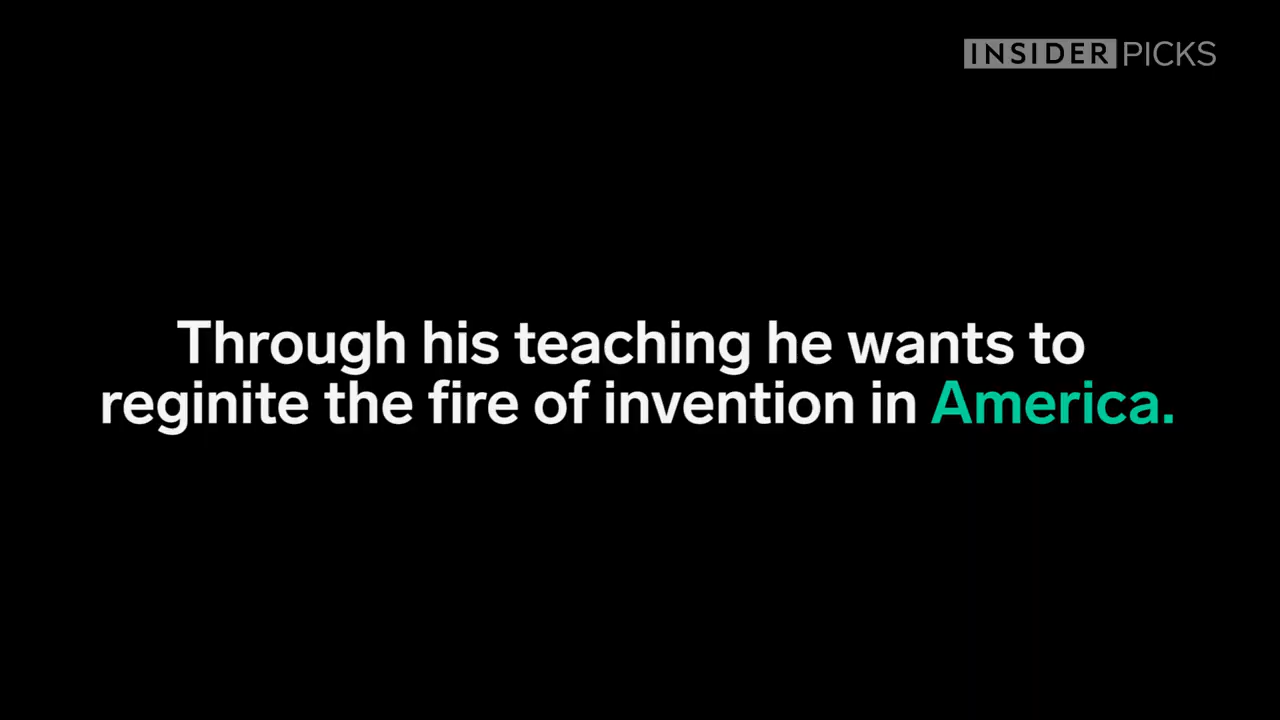 INSIDER PICKS
Through his teaching he wants to
reginite the fire of invention in America.